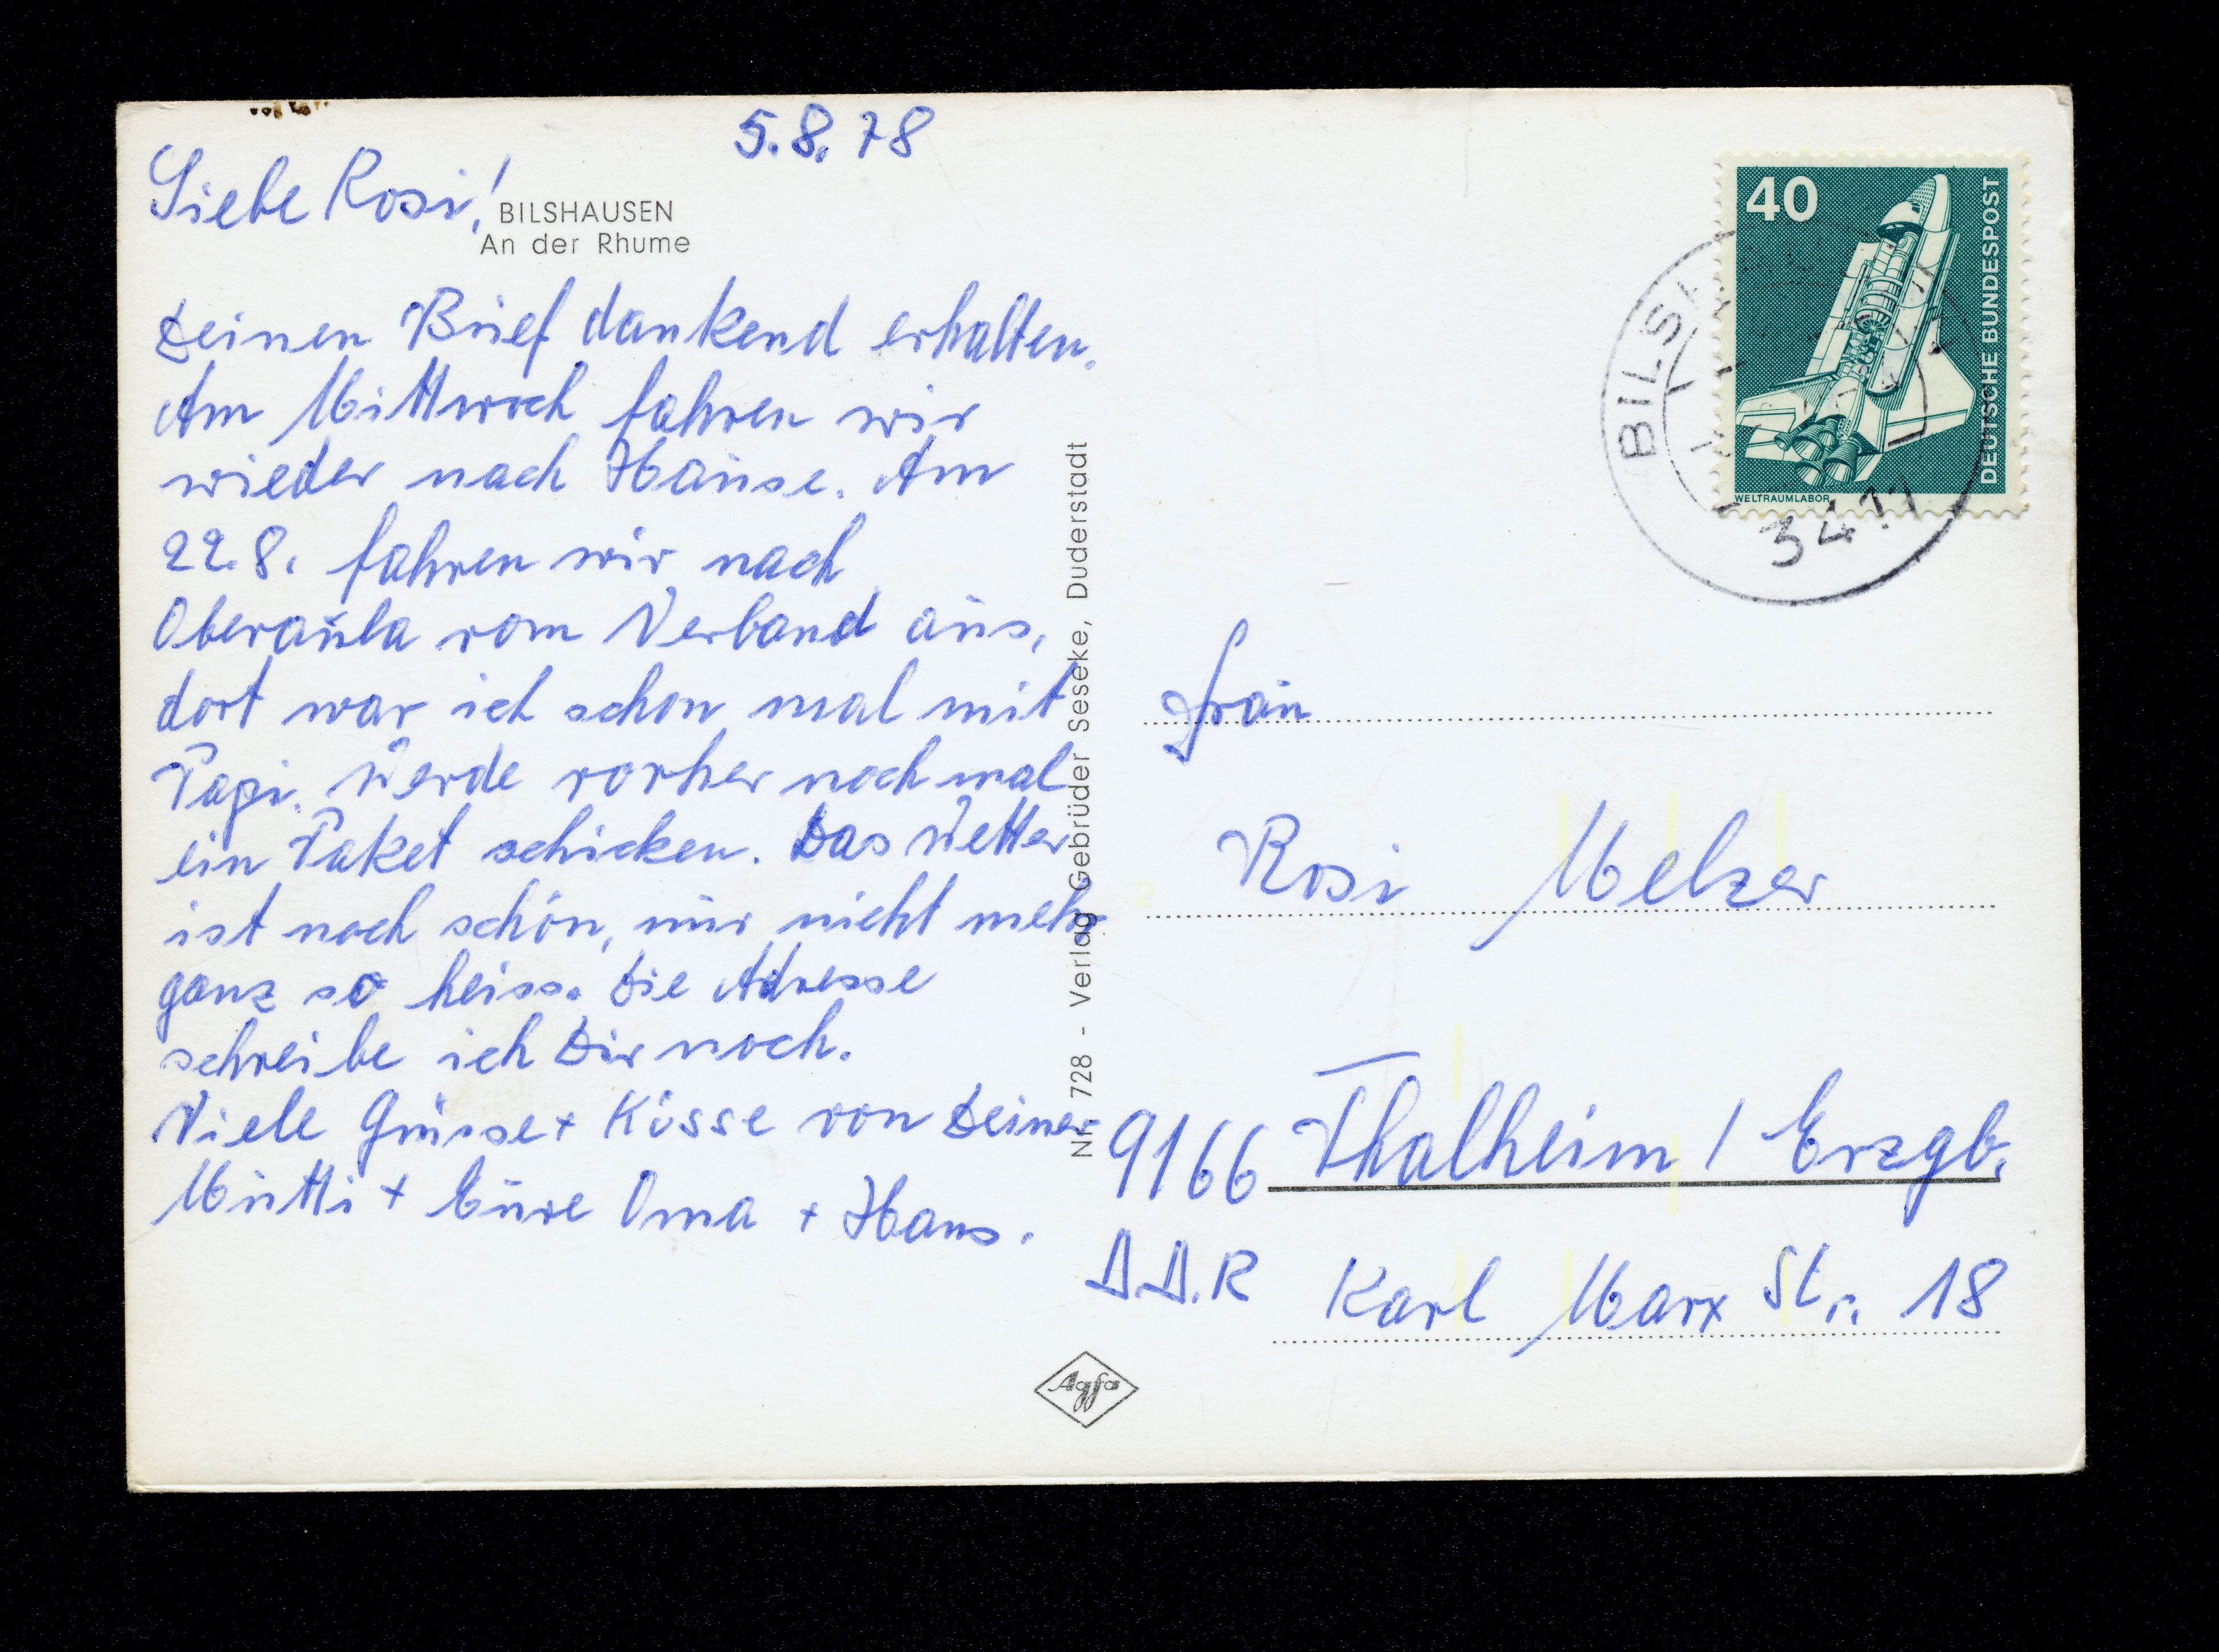 5.8.78
Liebe Rosi!
BILSHAUSEN
An der Rhume
Deinen Brief dankend erhalten.
Am Mittwoch fahren wir
wieder nach Hause. Am
22.8. fahren wir nach
Oberaula vom Verband aus,
dort war ich schon mal mit
Papi. Werde vorher noch mal
ein Paket schicken. Das Wetter
ist noch schön, nur nicht mehr
ganz so heiss. Die Adresse
schreibe ich Dir noch.
Viele Grüsse + Küsse von Deiner
Mutti + Eure Oma + Hans.
Nr. 728 - Verlag Gebrüder Seseke, Duderstadt
Agfa
40
DEUTSCHE BUNDESPOST
WELTRAUMLABOR
Frau
Rosi Melzer
9166 Thalheim / Erzgb.
D.D.R Karl Marx Str. 18